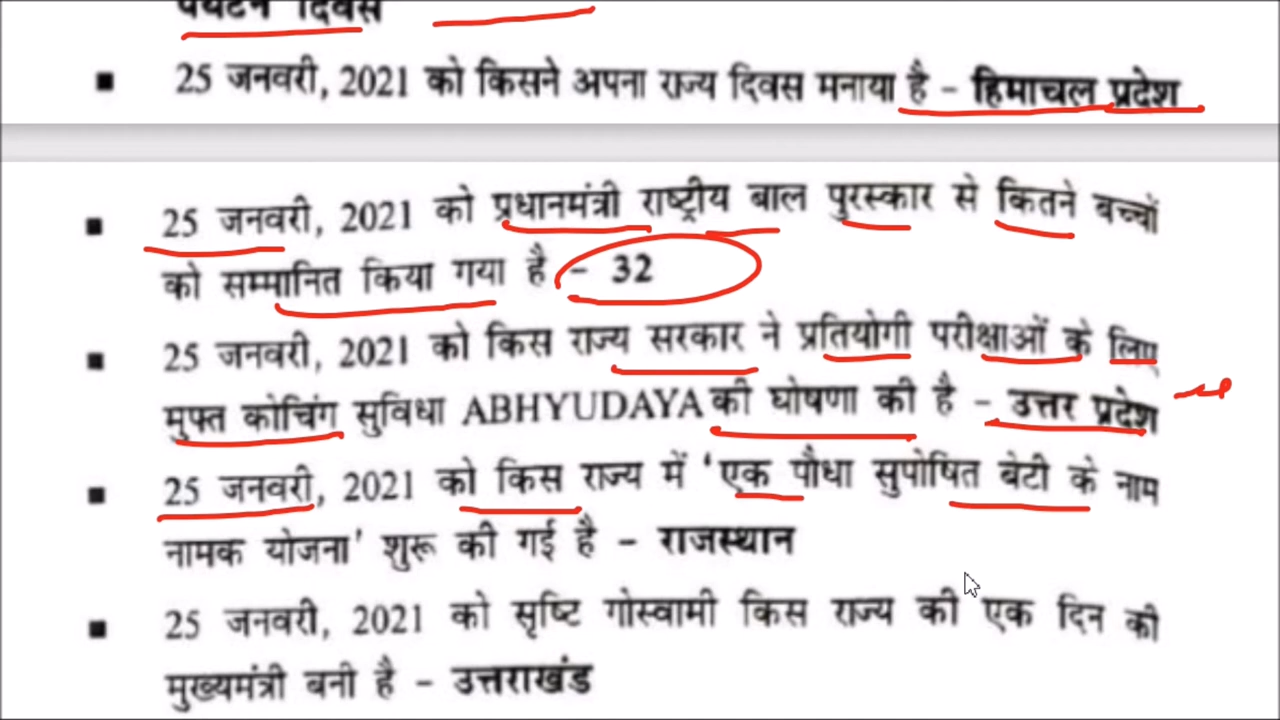 पर्यटन दिवस
▪ 25 जनवरी, 2021 को किसने अपना राज्य दिवस मनाया है - हिमाचल प्रदेश
▪ 25 जनवरी, 2021 को प्रधानमंत्री राष्ट्रीय बाल पुरस्कार से कितने बच्चों
को सम्मानित किया गया है - 32
▪ 25 जनवरी, 2021 को किस राज्य सरकार ने प्रतियोगी परीक्षाओं के लिए
मुफ्त कोचिंग सुविधा ABHYUDAYA की घोषणा की है - उत्तर प्रदेश
▪ 25 जनवरी, 2021 को किस राज्य में ‘एक पौधा सुपोषित बेटी के नाम
नामक योजना’ शुरू की गई है - राजस्थान
▪ 25 जनवरी, 2021 को सृष्टि गोस्वामी किस राज्य की एक दिन की
मुख्यमंत्री बनी है - उत्तराखंड